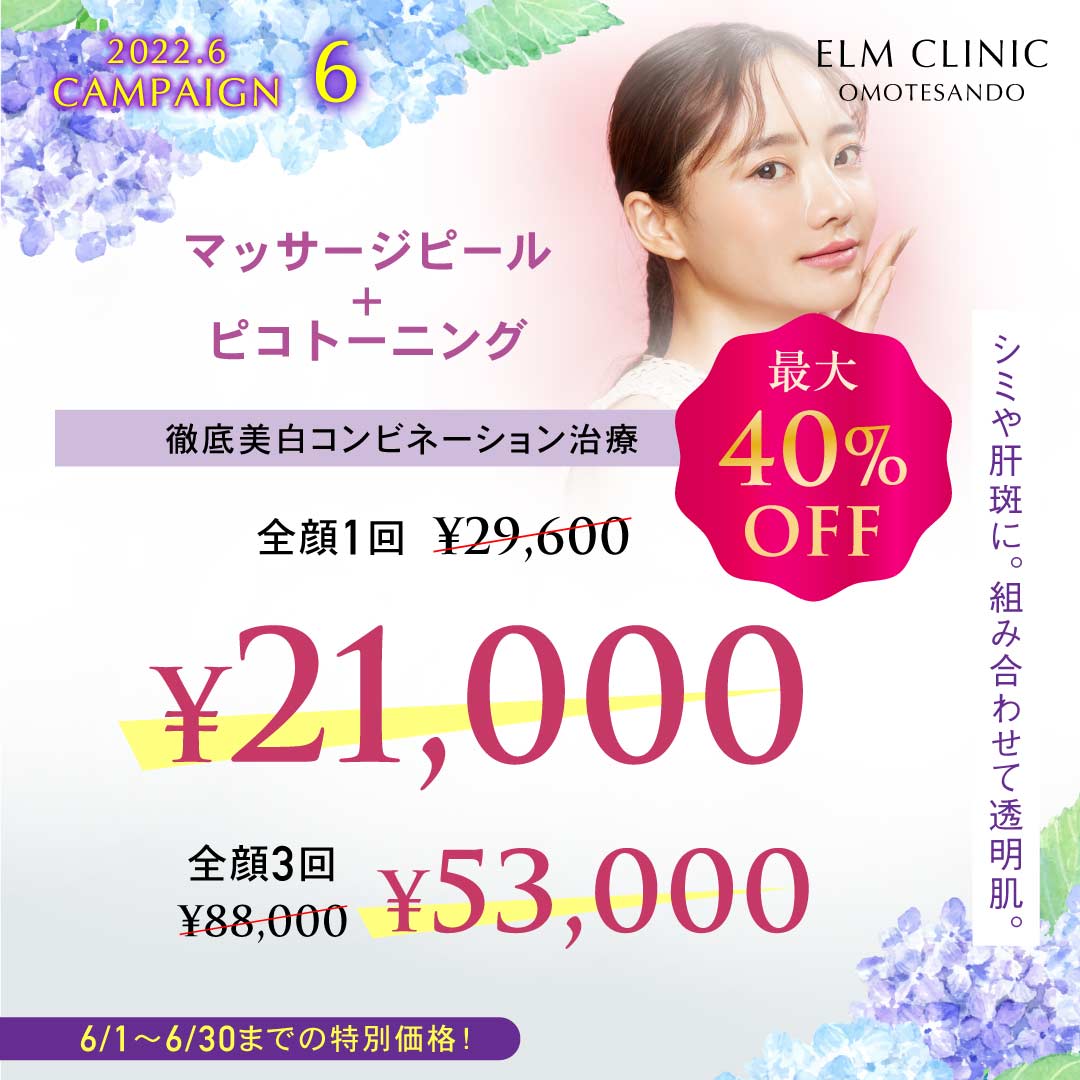 2022.6
CAMPAIGN 6
ELM CLINIC
OMOTESANDO
マッサージピール
+
ピコトーニング
徹底美白コンビネーション治療
最大
40%
OFF
全顔1回 ¥29,600
¥21,000
全顔3回
¥88,000
¥53,000
シミや肝斑に。組み合わせて透明肌。
6/1〜6/30までの特別価格!